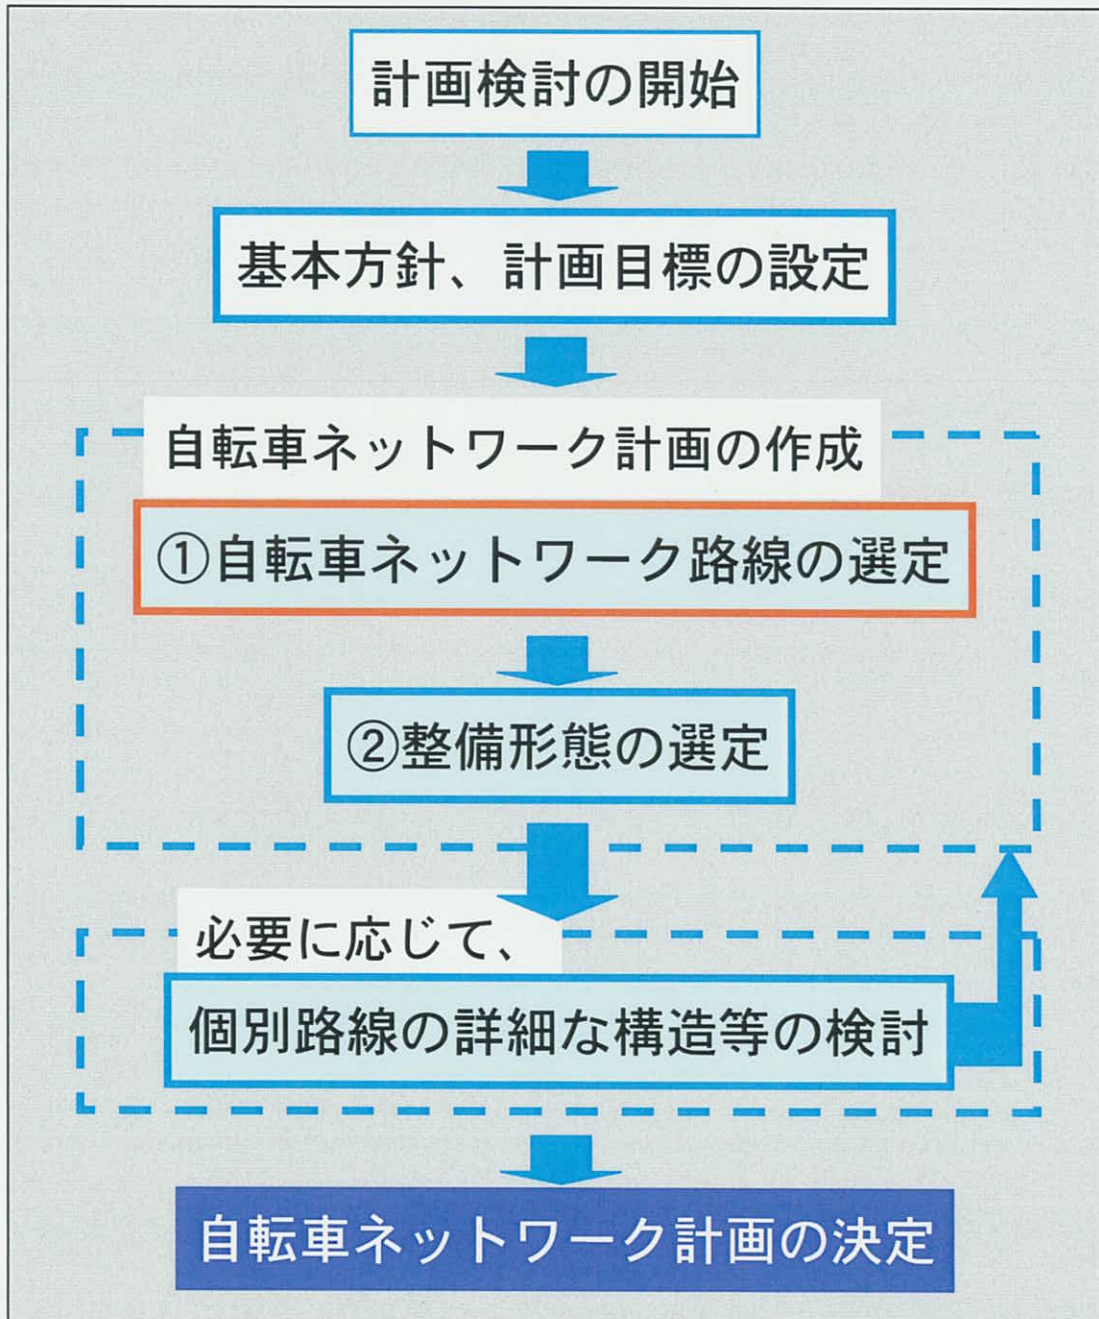 計画検討の開始
基本方針、計画目標の設定
自転車ネットワーク計画の作成
①自転車ネットワーク路線の選定
②整備形態の選定
必要に応じて、
個別路線の詳細な構造等の検討
自転車ネットワーク計画の決定